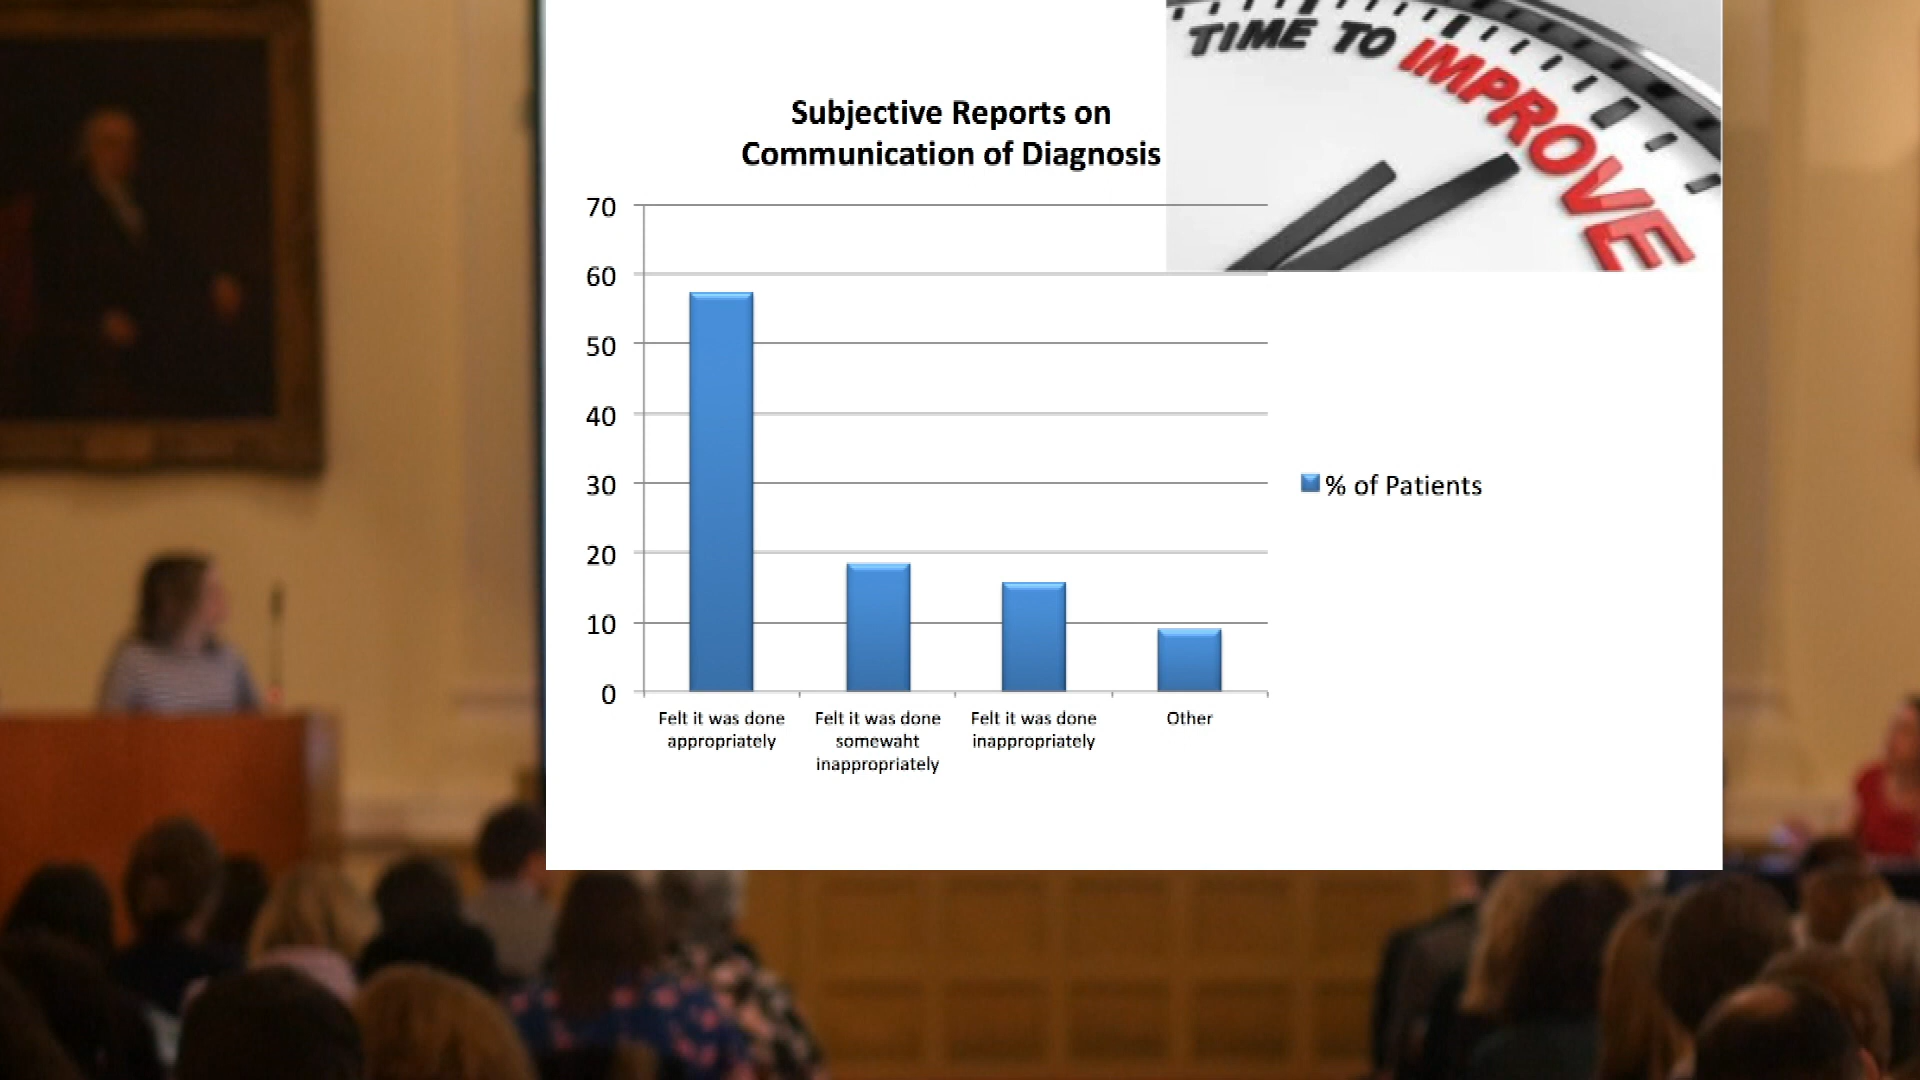 TIME TO IMPROVE
Subjective Reports on
Communication of Diagnosis
70
60
50
40
30
20
10
0
% of Patients
Felt it was done
appropriately
Felt it was done
somewaht
inappropriately
Felt it was done
inappropriately
Other